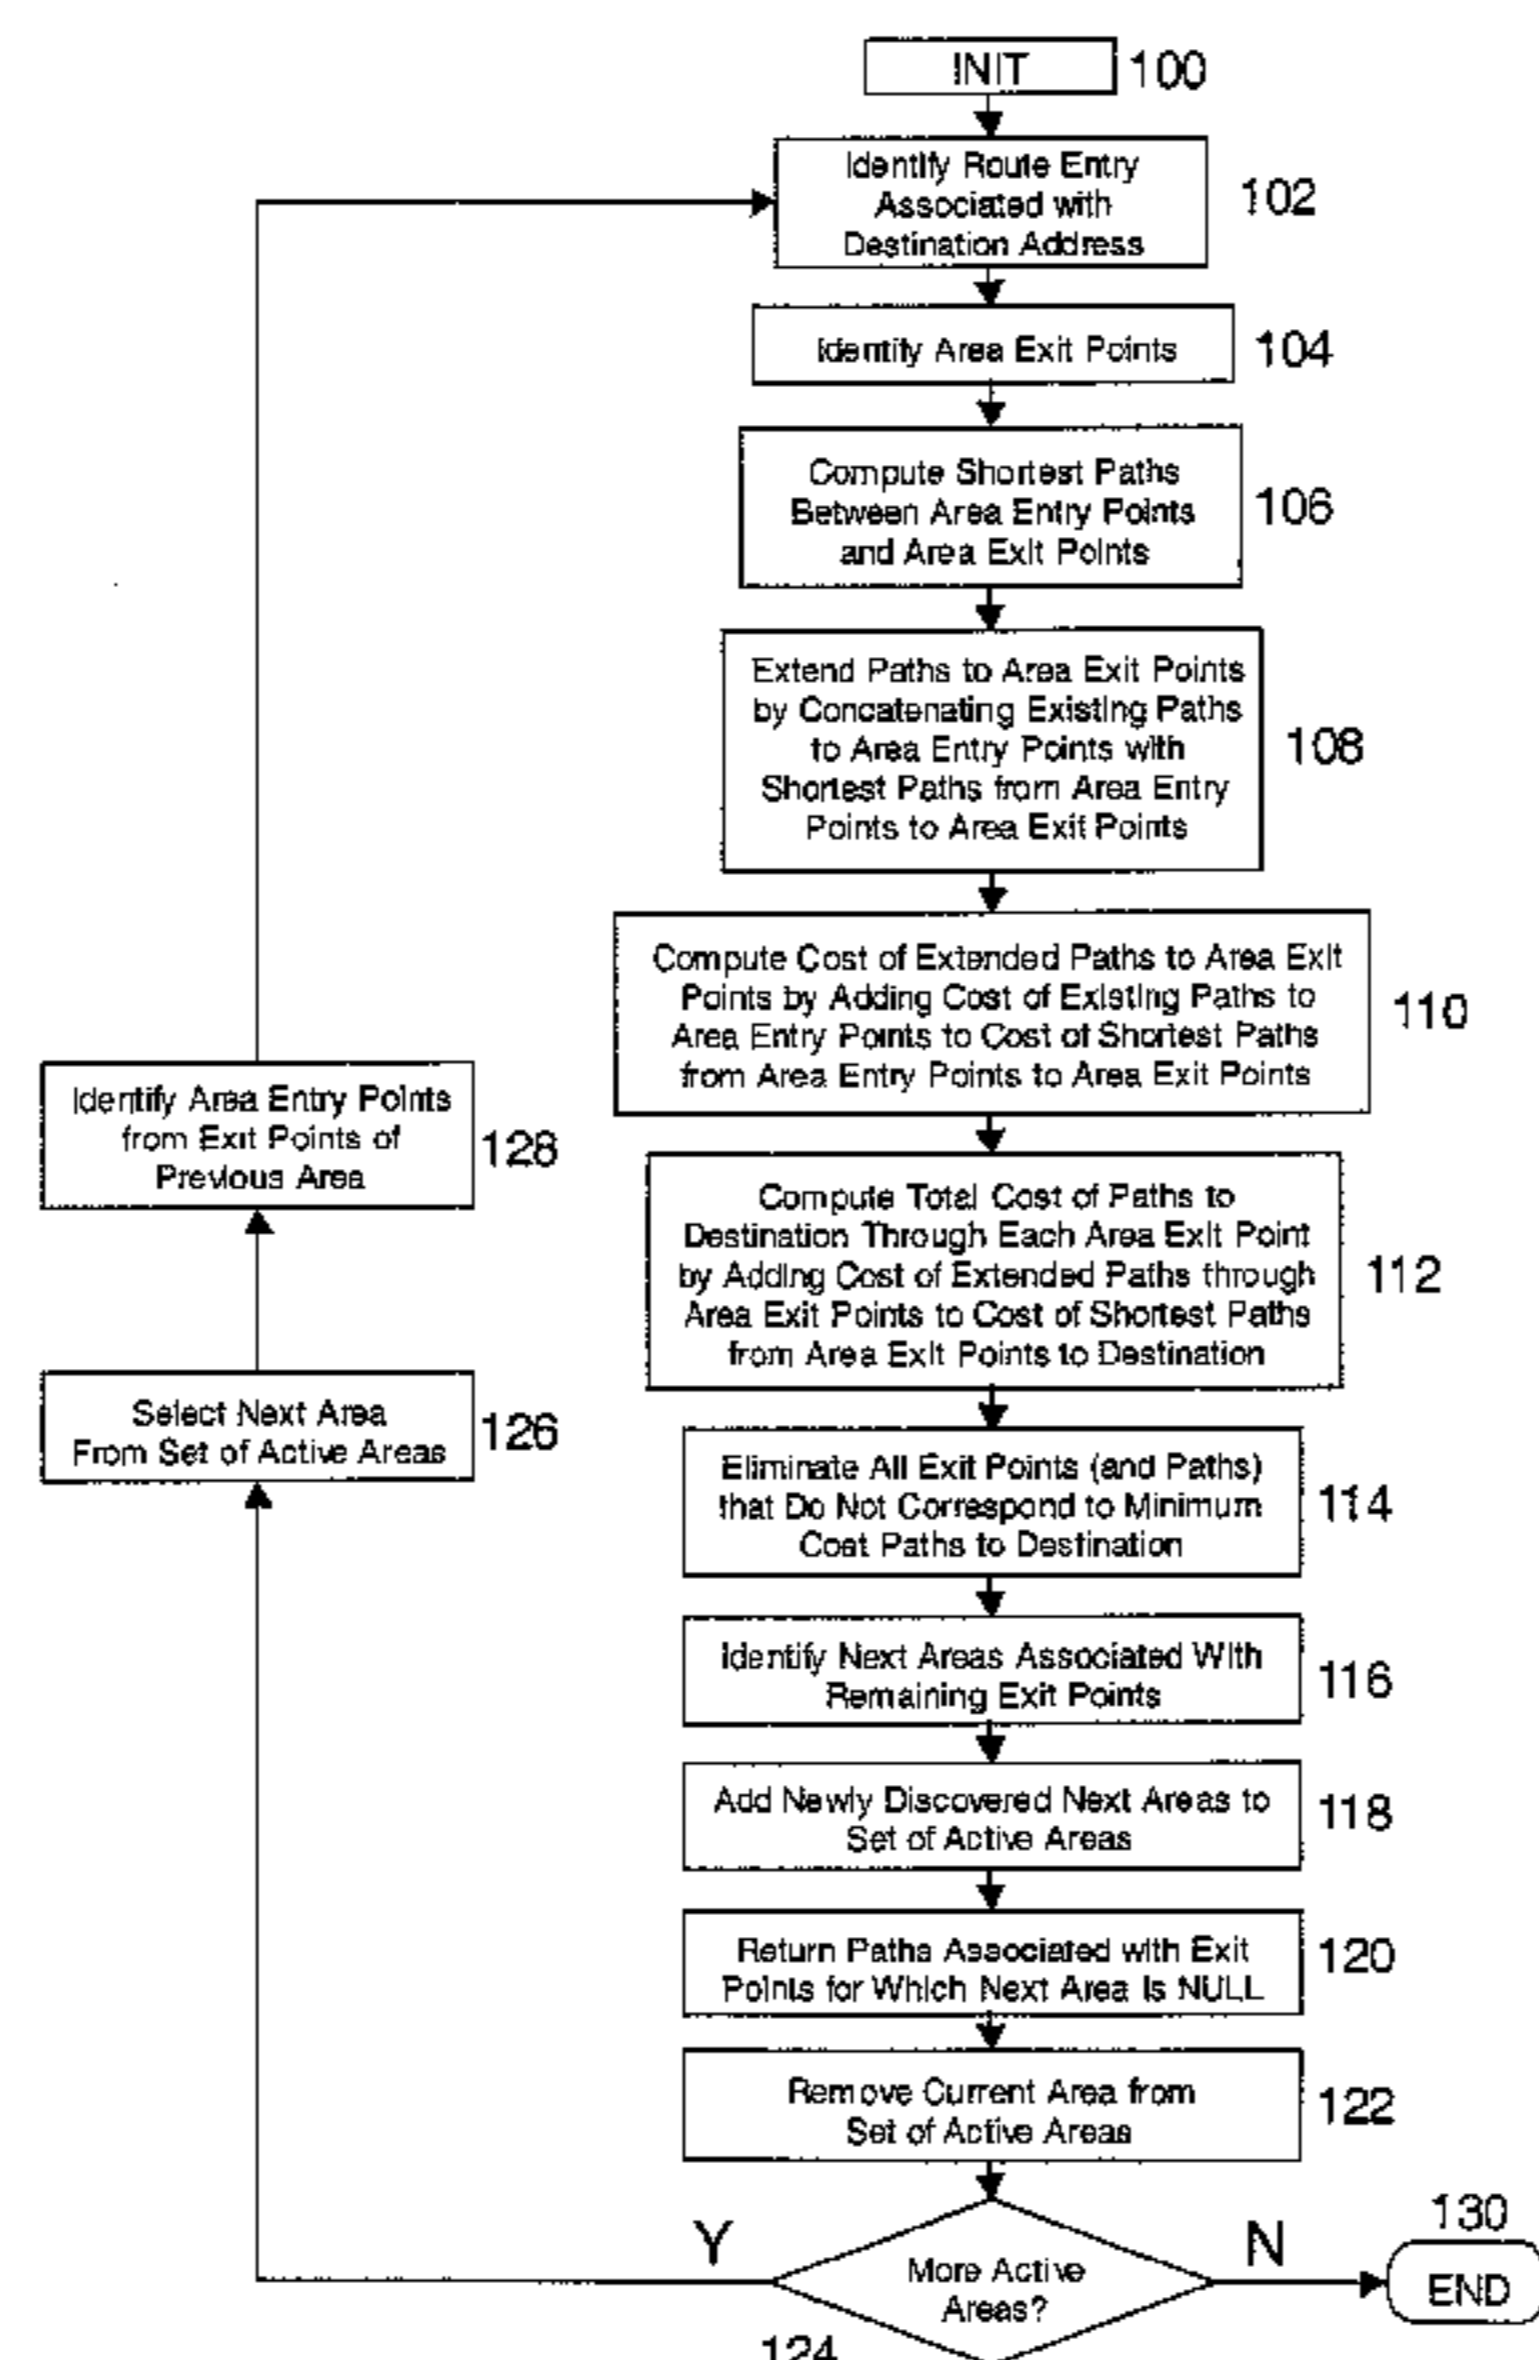 INIT 100
Identify Route Entry
Associated with
Destination Address
102
Identify Area Exit Points 104
Compute Shortest Paths
Between Area Entry Points
and Area Exit Points
106
Extend Paths to Area Exit Points
by Concatenating Existing Paths
to Area Entry Points with
Shortest Paths from Area Entry
Points to Area Exit Points
108
Compute Cost of Extended Paths to Area Exit
Points by Adding Cost of Existing Paths to
Area Entry Points to Cost of Shortest Paths
from Area Entry Points to Area Exit Points
110
Compute Total Cost of Paths to
Destination Through Each Area Exit Point
by Adding Cost of Extended Paths through
Area Exit Points to Cost of Shortest Paths
from Area Exit Points to Destination
112
Eliminate All Exit Points (and Paths)
that Do Not Correspond to Minimum
Cost Paths to Destination
114
Identify Next Areas Associated With
Remaining Exit Points
116
Add Newly Discovered Next Areas to
Set of Active Areas
118
Return Paths Associated with Exit
Points for Which Next Area is NULL
120
Remove Current Area from
Set of Active Areas
122
More Active
Areas?
124
Y
N
130
END
Select Next Area
From Set of Active Areas
126
Identify Area Entry Points
from Exit Points of
Previous Area
128